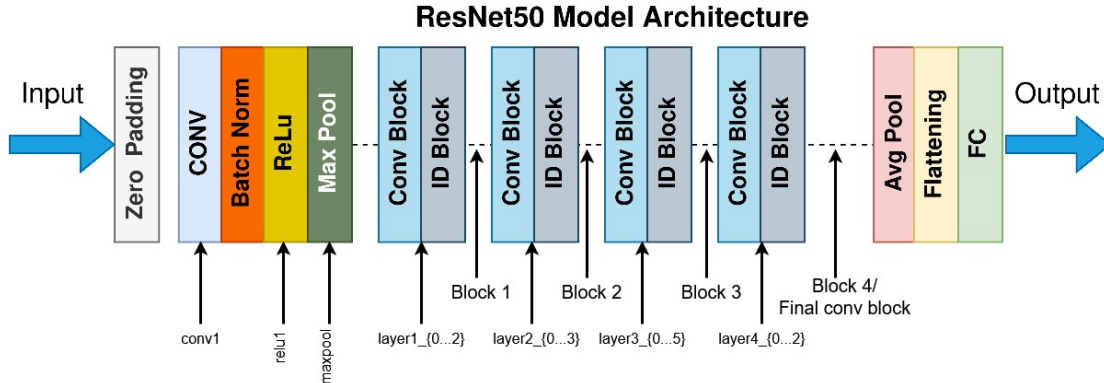 ResNet50 Model Architecture
Input
Zero Padding
CONV
Batch Norm
ReLu
Max Pool
Conv Block
ID Block
Conv Block
ID Block
Conv Block
ID Block
Conv Block
ID Block
Avg Pool
Flattening
FC
Output
Block 1
Block 2
Block 3
Block 4/
Final conv block
conv1
relu1
maxpool
layer1_{0...2}
layer2_{0...3}
layer3_{0...5}
layer4_{0...2}